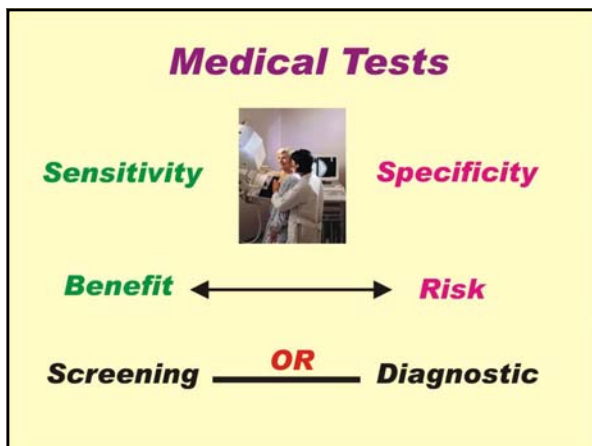 Medical Tests
Sensitivity Specificity
Benefit Risk
Screening OR Diagnostic